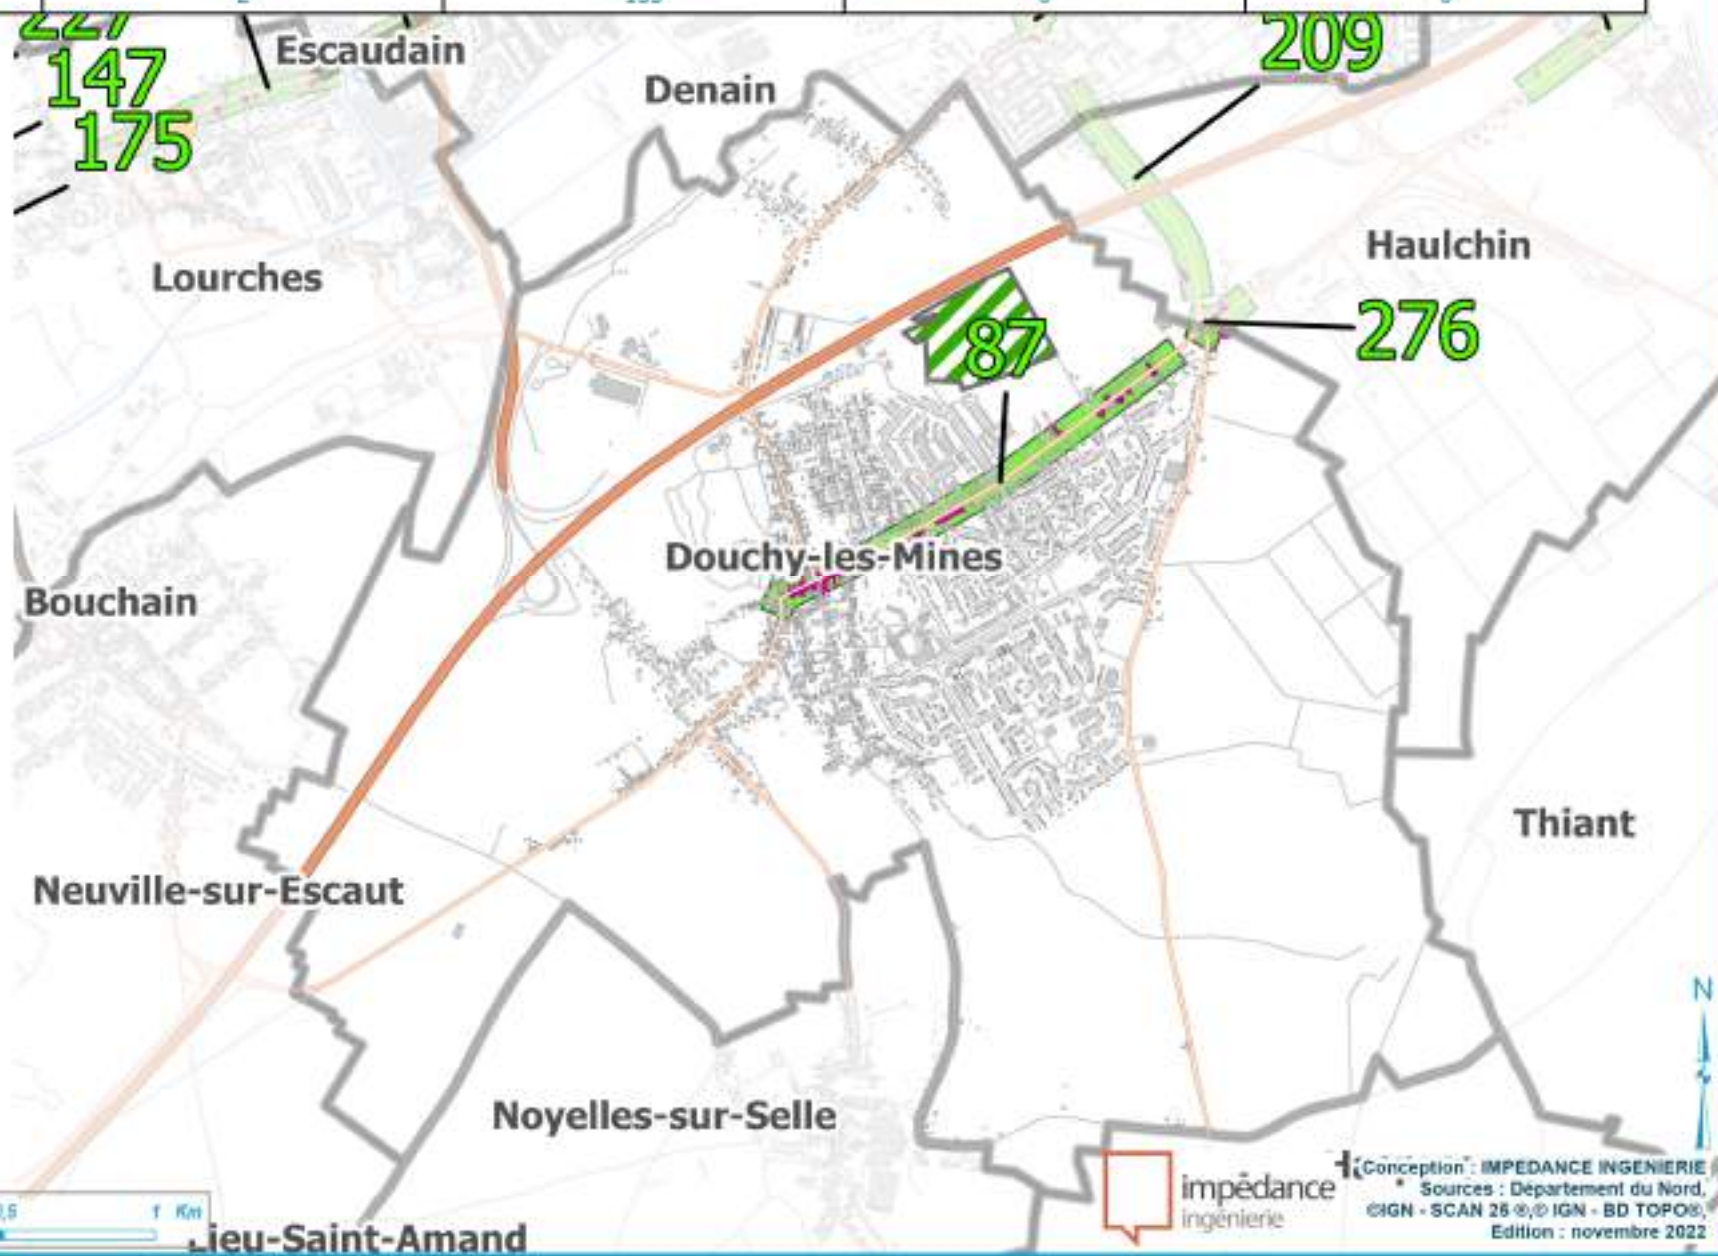 227
Escaudain
209
147
Denain
175
Haulchin
Lourches
276
87
Douchy-les-Mines
Bouchain
Thiant
Neuville-sur-Escaut
N
Noyelles-sur-Selle
impédance
ingénierie
Conception : IMPEDANCE INGENIERIE
Sources : Département du Nord,
©IGN - SCAN 25 ®,© IGN - BD TOPO®,
Edition : novembre 2022
1 Km
Lieu-Saint-Amand